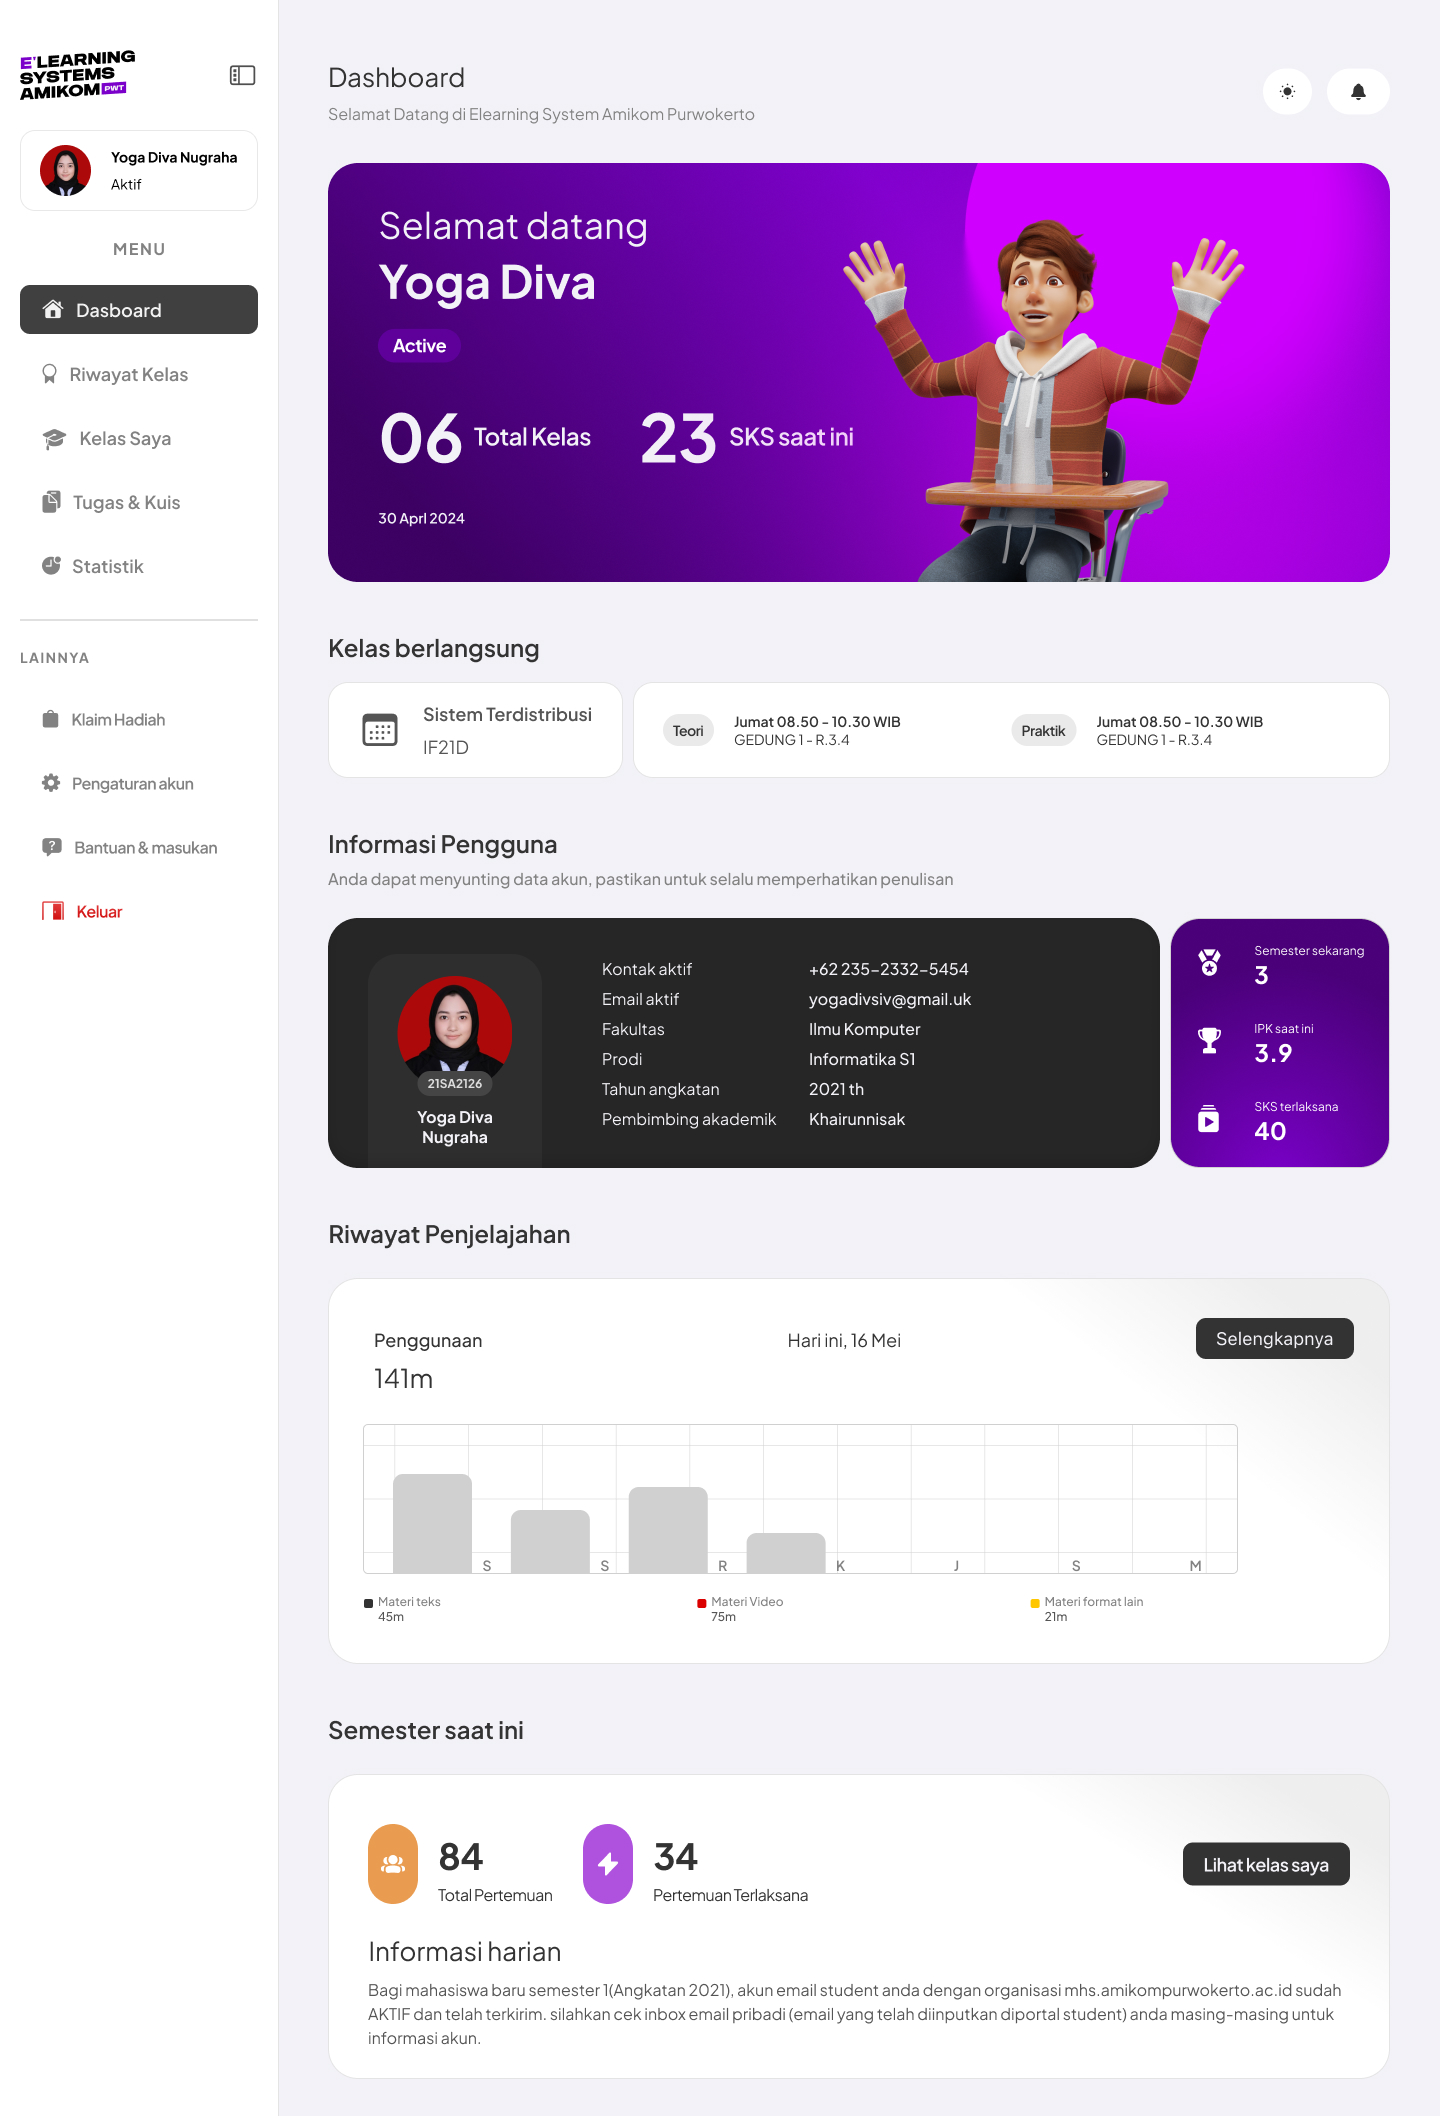 E'LEARNING
SYSTEMS
AMIKOM PWT
Yoga Diva Nugraha
Aktif
MENU
Dasboard
Riwayat Kelas
Kelas Saya
Tugas & Kuis
Statistik
LAINNYA
Klaim Hadiah
Pengaturan akun
Bantuan & masukan
Keluar
Dashboard
Selamat Datang di Elearning System Amikom Purwokerto
Selamat datang
Yoga Diva
Active
06 Total Kelas 23 SKS saat ini
30 Aprl 2024
Kelas berlangsung
Sistem Terdistribusi
IF21D
Teori
Jumat 08.50 - 10.30 WIB
GEDUNG 1 - R.3.4
Praktik
Jumat 08.50 - 10.30 WIB
GEDUNG 1 - R.3.4
Informasi Pengguna
Anda dapat menyunting data akun, pastikan untuk selalu memperhatikan penulisan
21SA2126
Yoga Diva
Nugraha
Kontak aktif +62 235-2332-5454
Email aktif yogadivsiv@gmail.uk
Fakultas Ilmu Komputer
Prodi Informatika S1
Tahun angkatan 2021 th
Pembimbing akademik Khairunnisak
Semester sekarang
3
IPK saat ini
3.9
SKS terlaksana
40
Riwayat Penjelajahan
Penggunaan Hari ini, 16 Mei Selengkapnya
141m
S S R K J S M
Materi teks
45m
Materi Video
75m
Materi format lain
21m
Semester saat ini
84
Total Pertemuan
34
Pertemuan Terlaksana
Lihat kelas saya
Informasi harian
Bagi mahasiswa baru semester 1(Angkatan 2021), akun email student anda dengan organisasi mhs.amikompurwokerto.ac.id sudah
AKTIF dan telah terkirim. silahkan cek inbox email pribadi (email yang telah diinputkan diportal student) anda masing-masing untuk
informasi akun.